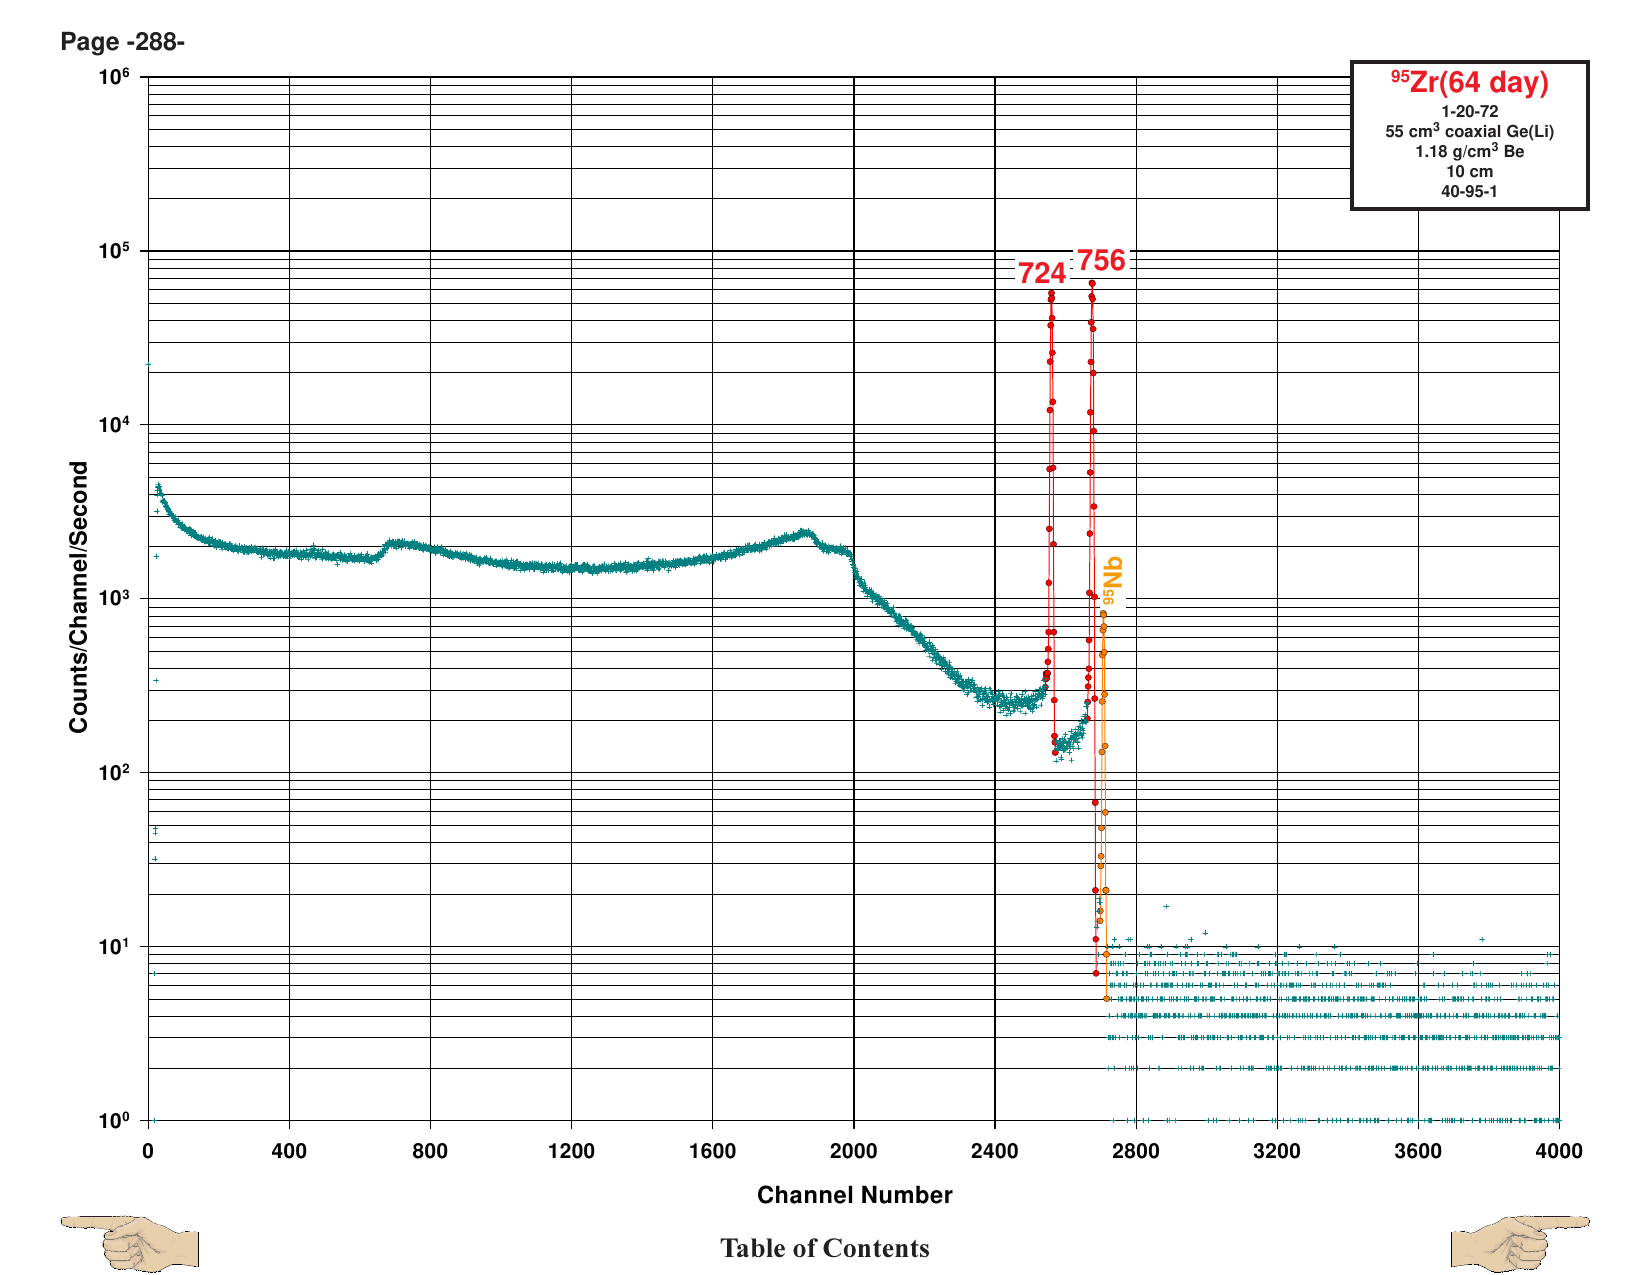 Page -288-
⁹⁵Zr(64 day)
1-20-72
55 cm³ coaxial Ge(Li)
1.18 g/cm³ Be
10 cm
40-95-1
10⁶
10⁵
10⁴
10³
10²
10¹
10⁰
Counts/Channel/Second
724
756
⁹⁵Nb
0 400 800 1200 1600 2000 2400 2800 3200 3600 4000
Channel Number
Table of Contents